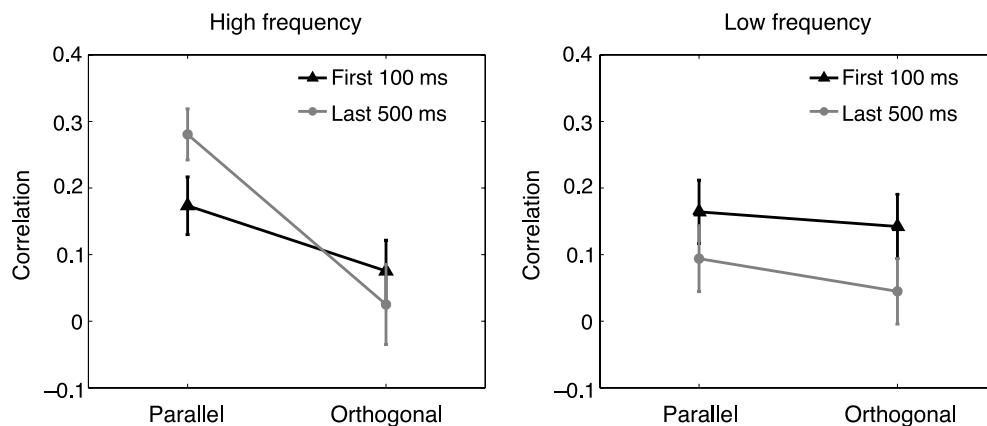 High frequency
0.4
0.3
0.2
0.1
0
–0.1
Correlation
First 100 ms
Last 500 ms
Parallel
Orthogonal
Low frequency
0.4
0.3
0.2
0.1
0
–0.1
Correlation
First 100 ms
Last 500 ms
Parallel
Orthogonal